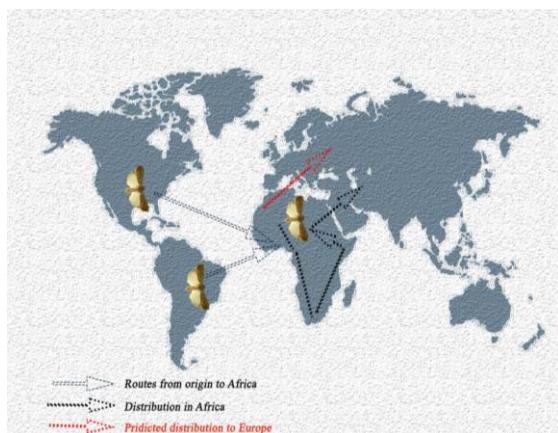 Routes from origin to Africa
Distribution in Africa
Pridicted distribution to Europe